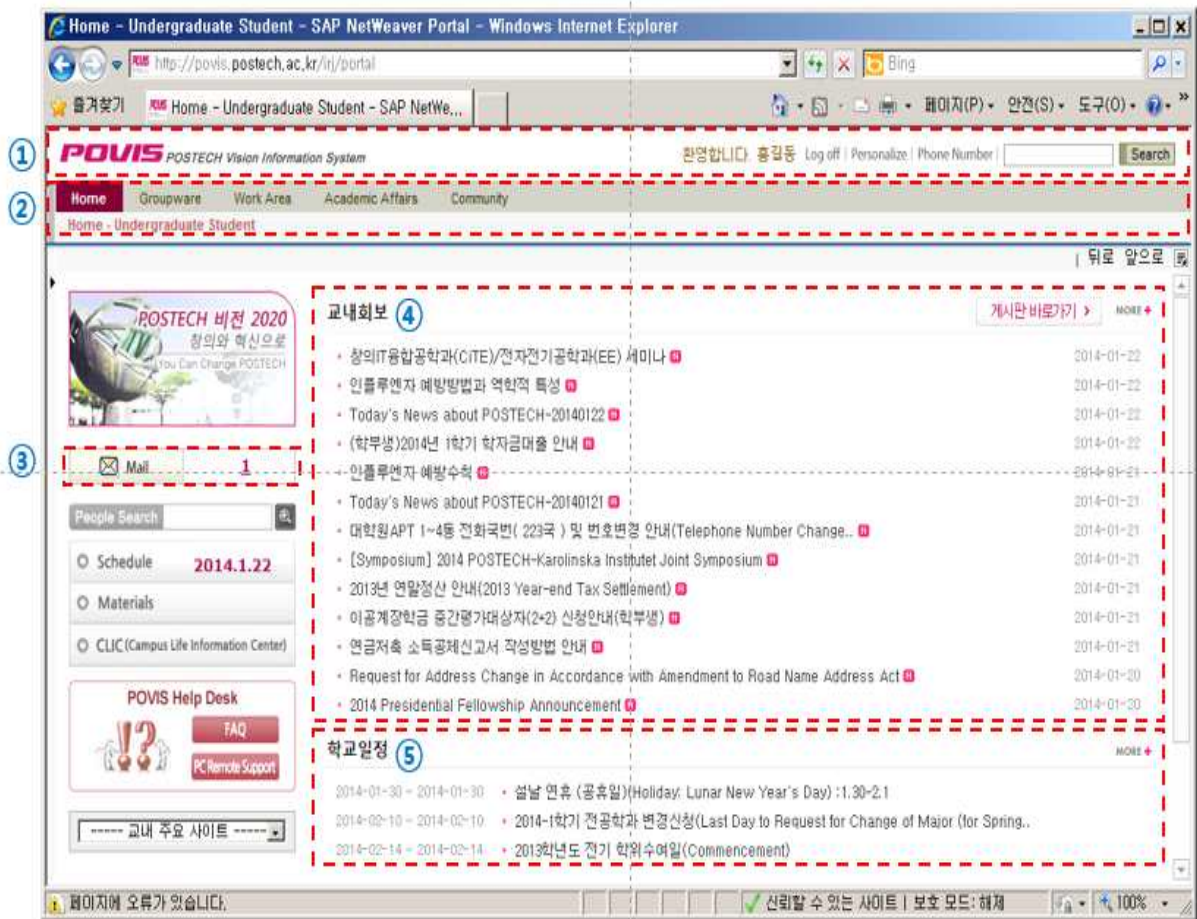 Home - Undergraduate Student - SAP NetWeaver Portal - Windows Internet Explorer
http://povis.postech.ac.kr/irj/portal
Bing
즐겨찾기
Home - Undergraduate Student - SAP NetWe...
페이지(P)
안전(S)
도구(O)
①
POVIS POSTECH Vision Information System
환영합니다 홍길동 Log off | Personalize | Phone Number |
Search
②
Home Groupware Work Area Academic Affairs Community
Home - Undergraduate Student
| 뒤로 앞으로
POSTECH 비전 2020
창의와 혁신으로
You Can Change POSTECH
③
Mail 1
People Search
Schedule 2014.1.22
Materials
CLIC (Campus Life Information Center)
POVIS Help Desk
!?
FAQ
PC Remote Support
----- 교내 주요 사이트 -----
교내회보 ④ 게시판 바로가기 > MORE +
창의IT융합공학과(CiTE)/전자전기공학과(EE) 세미나 N 2014-01-22
인플루엔자 예방방법과 역학적 특성 N 2014-01-22
Today's News about POSTECH-20140122 N 2014-01-22
(학부생)2014년 1학기 학자금대출 안내 N 2014-01-22
인플루엔자 예방수칙 N 2014-01-21
Today's News about POSTECH-20140121 N 2014-01-21
대학원APT 1~4동 전화국번( 223국 ) 및 번호변경 안내(Telephone Number Change.. N 2014-01-21
[Symposium] 2014 POSTECH-Karolinska Institutet Joint Symposium N 2014-01-21
2013년 연말정산 안내(2013 Year-end Tax Settlement) N 2014-01-21
이공계장학금 중간평가대상자(2+2) 신청안내(학부생) N 2014-01-21
연금저축 소득공제신고서 작성방법 안내 N 2014-01-21
Request for Address Change in Accordance with Amendment to Road Name Address Act N 2014-01-20
2014 Presidential Fellowship Announcement N 2014-01-20
학교일정 ⑤ MORE +
2014-01-30 - 2014-01-30 설날 연휴 (공휴일)(Holiday: Lunar New Year's Day) :1.30-2.1
2014-02-10 - 2014-02-10 2014-1학기 전공학과 변경신청(Last Day to Request for Change of Major (for Spring..
2014-02-14 - 2014-02-14 2013학년도 전기 학위수여일(Commencement)
페이지에 오류가 있습니다.
신뢰할 수 있는 사이트 | 보호 모드: 해제
100%